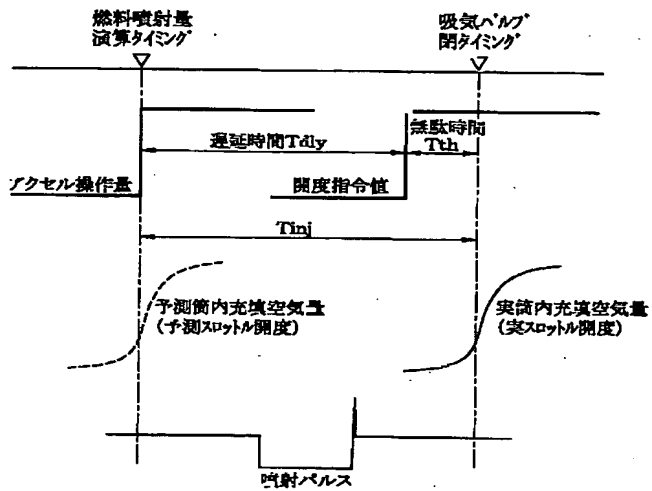 燃料噴射量
演算タイミング
吸気バルブ
閉タイミング
遅延時間Tdly
無駄時間
Tth
アクセル操作量
開度指令値
Tinj
予測筒内充填空気量
(予測スロットル開度)
実筒内充填空気量
(実スロットル開度)
噴射パルス